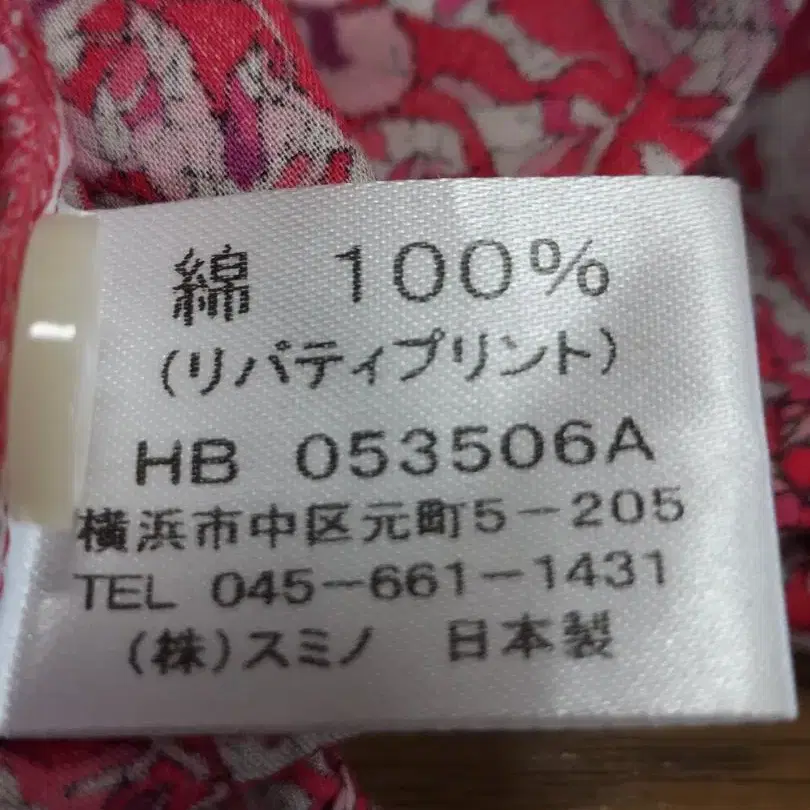 綿 100%
(リバティプリント)
HB 053506A
横浜市中区元町5-205
TEL 045-661-1431
(株)スミノ 日本製